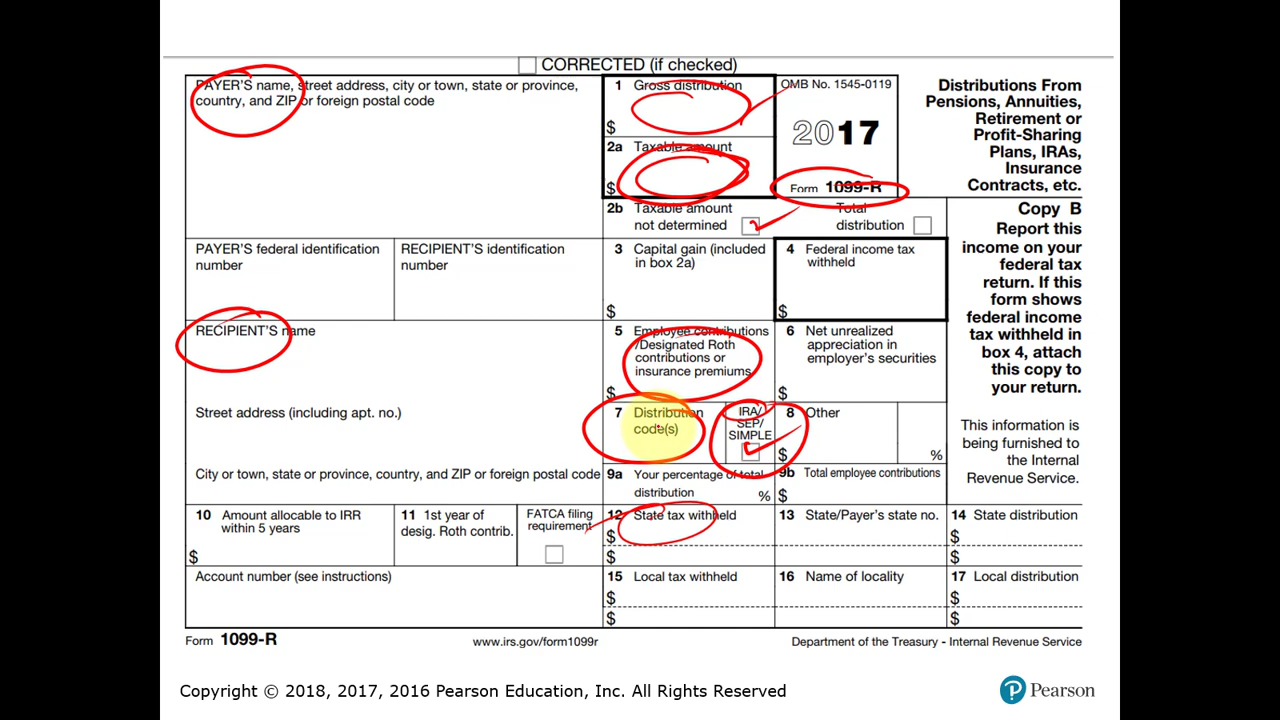 CORRECTED (if checked)
PAYER'S name, street address, city or town, state or province,
country, and ZIP or foreign postal code
1 Gross distribution
$
2a Taxable amount
$
OMB No. 1545-0119
2017
Form 1099-R
Distributions From
Pensions, Annuities,
Retirement or
Profit-Sharing
Plans, IRAs,
Insurance
Contracts, etc.
2b Taxable amount
not determined
Total
distribution
Copy B
Report this
income on your
federal tax
return. If this
form shows
federal income
tax withheld in
box 4, attach
this copy to
your return.
PAYER'S federal identification
number
RECIPIENT'S identification
number
3 Capital gain (included
in box 2a)
$
4 Federal income tax
withheld
$
RECIPIENT'S name
5 Employee contributions
/Designated Roth
contributions or
insurance premiums
$
6 Net unrealized
appreciation in
employer's securities
$
Street address (including apt. no.)
7 Distribution
code(s)
IRA/
SEP/
SIMPLE
8 Other
$
%
This information is
being furnished to
the Internal
Revenue Service.
City or town, state or province, country, and ZIP or foreign postal code
9a Your percentage of total
distribution %
9b Total employee contributions
$
10 Amount allocable to IRR
within 5 years
$
11 1st year of
desig. Roth contrib.
FATCA filing
requirement
12 State tax withheld
$
$
13 State/Payer's state no.
14 State distribution
$
$
Account number (see instructions)
15 Local tax withheld
$
$
16 Name of locality
17 Local distribution
$
$
Form 1099-R
www.irs.gov/form1099r
Department of the Treasury - Internal Revenue Service
Copyright © 2018, 2017, 2016 Pearson Education, Inc. All Rights Reserved
Pearson